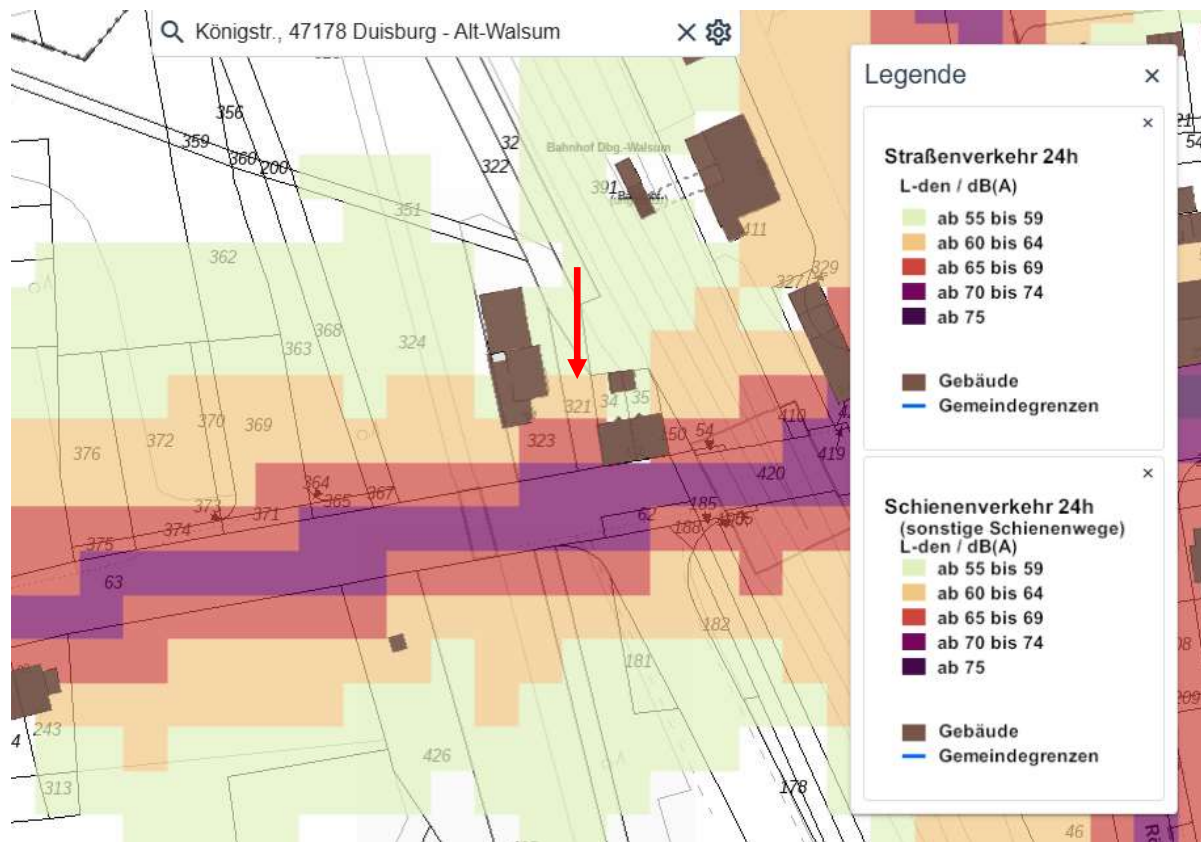 Königstr., 47178 Duisburg - Alt-Walsum
Legende
Straßenverkehr 24h
L-den / dB(A)
ab 55 bis 59
ab 60 bis 64
ab 65 bis 69
ab 70 bis 74
ab 75
Gebäude
Gemeindegrenzen
Schienenverkehr 24h
(sonstige Schienenwege)
L-den / dB(A)
ab 55 bis 59
ab 60 bis 64
ab 65 bis 69
ab 70 bis 74
ab 75
Gebäude
Gemeindegrenzen
356
359
360
200
32
322
Bahnhof Dbg.-Walsum
391
411
351
362
329
327
368
363
324
321
34
35
323
54
410
419
420
370
369
372
376
364
365
367
373
371
374
375
185
62
188
63
182
181
243
4
426
313
178
46